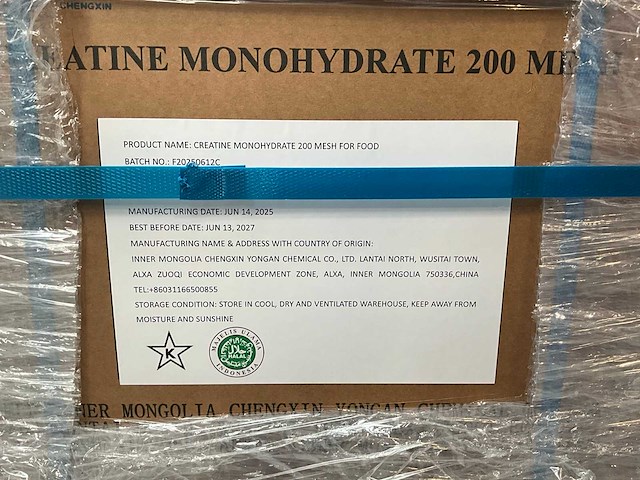 CHENGXIN
EATINE MONOHYDRATE 200 ME
PRODUCT NAME: CREATINE MONOHYDRATE 200 MESH FOR FOOD
BATCH NO.: F20250612C
MANUFACTURING DATE: JUN 14, 2025
BEST BEFORE DATE: JUN 13, 2027
MANUFACTURING NAME & ADDRESS WITH COUNTRY OF ORIGIN:
INNER MONGOLIA CHENGXIN YONGAN CHEMICAL CO., LTD. LANTAI NORTH, WUSITAI TOWN,
ALXA ZUOQI ECONOMIC DEVELOPMENT ZONE, ALXA, INNER MONGOLIA 750336,CHINA
TEL:+86031166500855
STORAGE CONDITION: STORE IN COOL, DRY AND VENTILATED WAREHOUSE, KEEP AWAY FROM
MOISTURE AND SUNSHINE
K
MAJELIS ULAMA
HALAL
INDONESIA
NER MONGOLIA CHENGXIN YONGAN CHEM